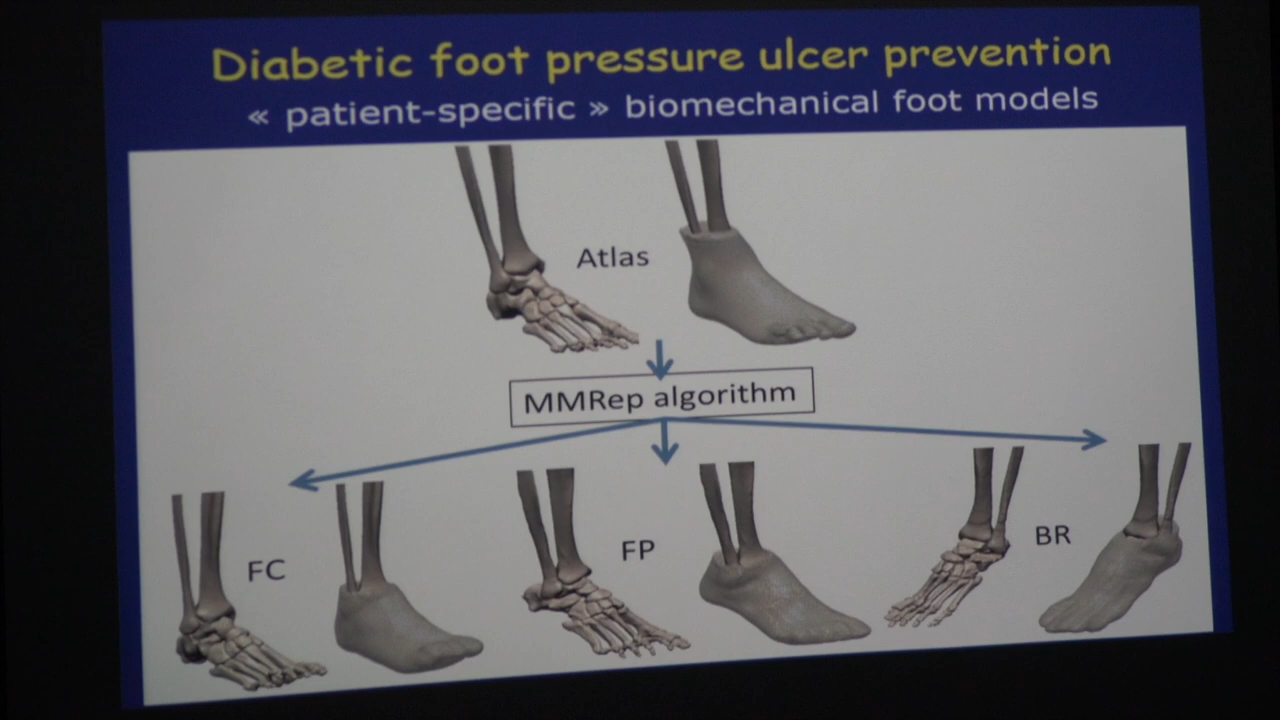 Diabetic foot pressure ulcer prevention
« patient-specific » biomechanical foot models
Atlas
MMRep algorithm
FC
FP
BR